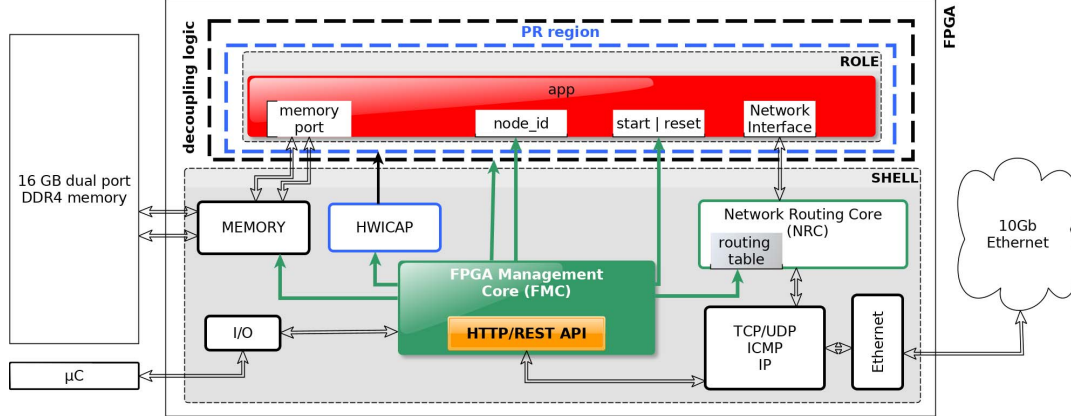 FPGA
decoupling logic
PR region
ROLE
app
memory
port
node_id
start | reset
Network
Interface
SHELL
16 GB dual port
DDR4 memory
MEMORY
HWICAP
Network Routing Core
(NRC)
routing
table
10Gb
Ethernet
FPGA Management
Core (FMC)
HTTP/REST API
I/O
TCP/UDP
ICMP
IP
Ethernet
µC